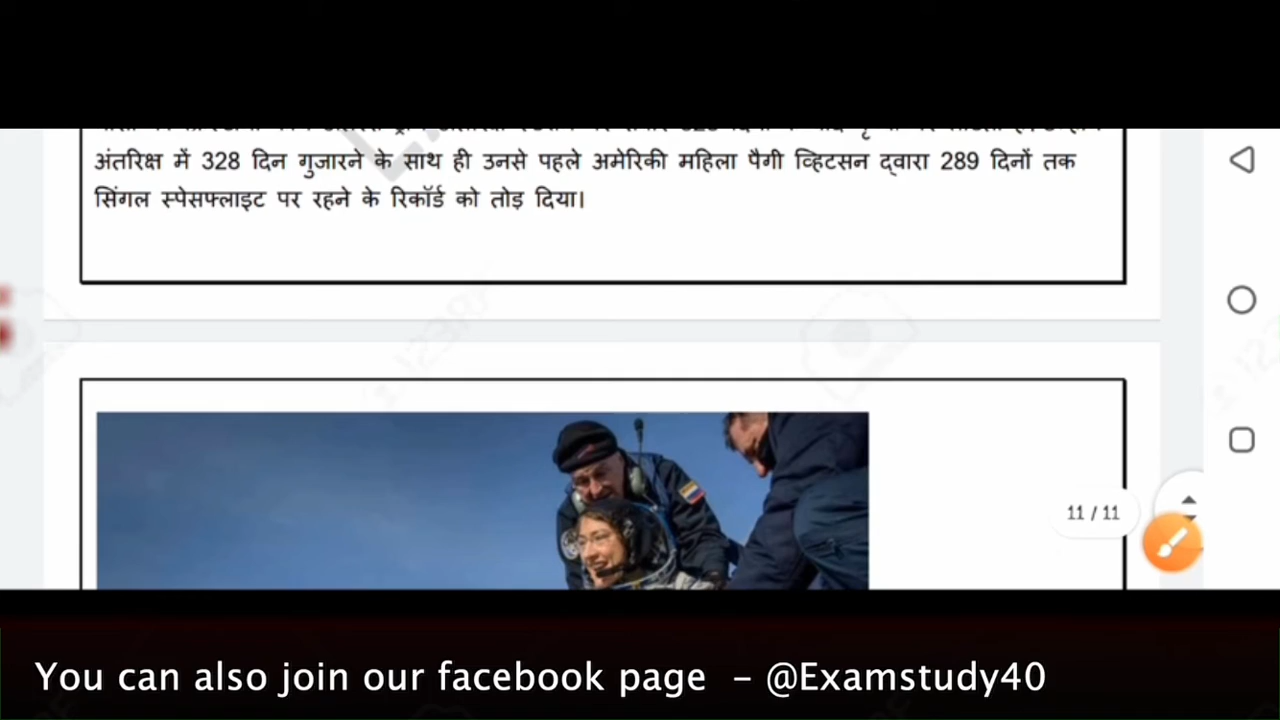 अंतरिक्ष में 328 दिन गुजारने के साथ ही उनसे पहले अमेरिकी महिला पैगी व्हिटसन द्वारा 289 दिनों तक
सिंगल स्पेसफ्लाइट पर रहने के रिकॉर्ड को तोड़ दिया।
11 / 11
You can also join our facebook page – @Examstudy40